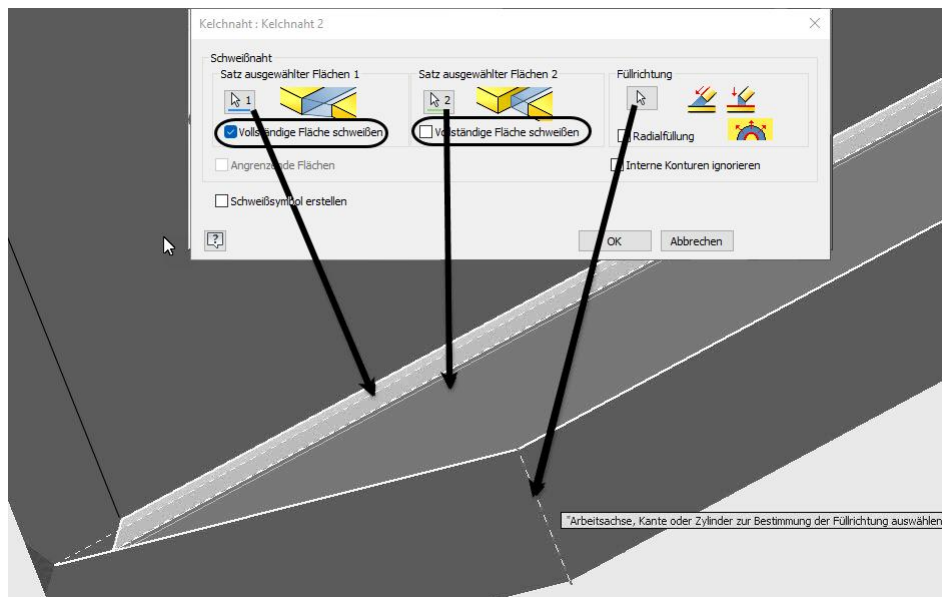 Kelchnaht : Kelchnaht 2
Schweißnaht
Satz ausgewählter Flächen 1
Satz ausgewählter Flächen 2
Füllrichtung
1
2
Vollständige Fläche schweißen
Vollständige Fläche schweißen
Radialfüllung
Angrenzende Flächen
Interne Konturen ignorieren
Schweißsymbol erstellen
?
OK
Abbrechen
"Arbeitsachse, Kante oder Zylinder zur Bestimmung der Füllrichtung auswählen